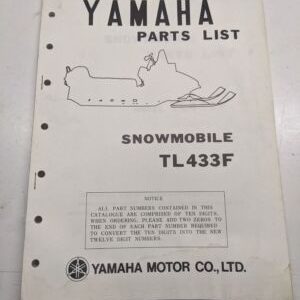 YAMAHA
PARTS LIST
SNOWMOBILE
TL433F
NOTICE
ALL PART NUMBERS CONTAINED IN THIS
CATALOGUE ARE COMPRISED OF TEN DIGITS.
WHEN ORDERING, PLEASE ADD TWO ZEROS TO
THE END OF EACH PART NUMBER REQUIRED
TO CONVERT THE TEN DIGITS INTO THE NEW
TWELVE DIGIT NUMBERS.
YAMAHA MOTOR CO., LTD.